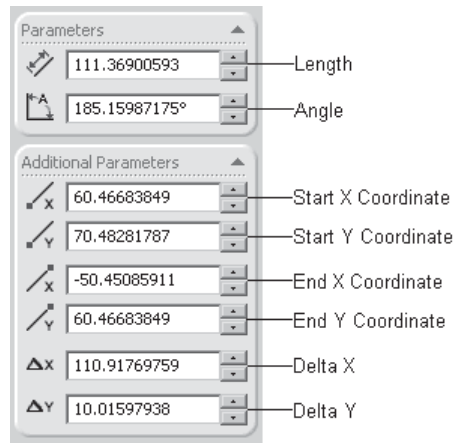 Parameters
111.36900593 Length
A 185.15987175° Angle
Additional Parameters
X 60.46683849 Start X Coordinate
Y 70.48281787 Start Y Coordinate
X -50.45085911 End X Coordinate
Y 60.46683849 End Y Coordinate
ΔX 110.91769759 Delta X
ΔY 10.01597938 Delta Y